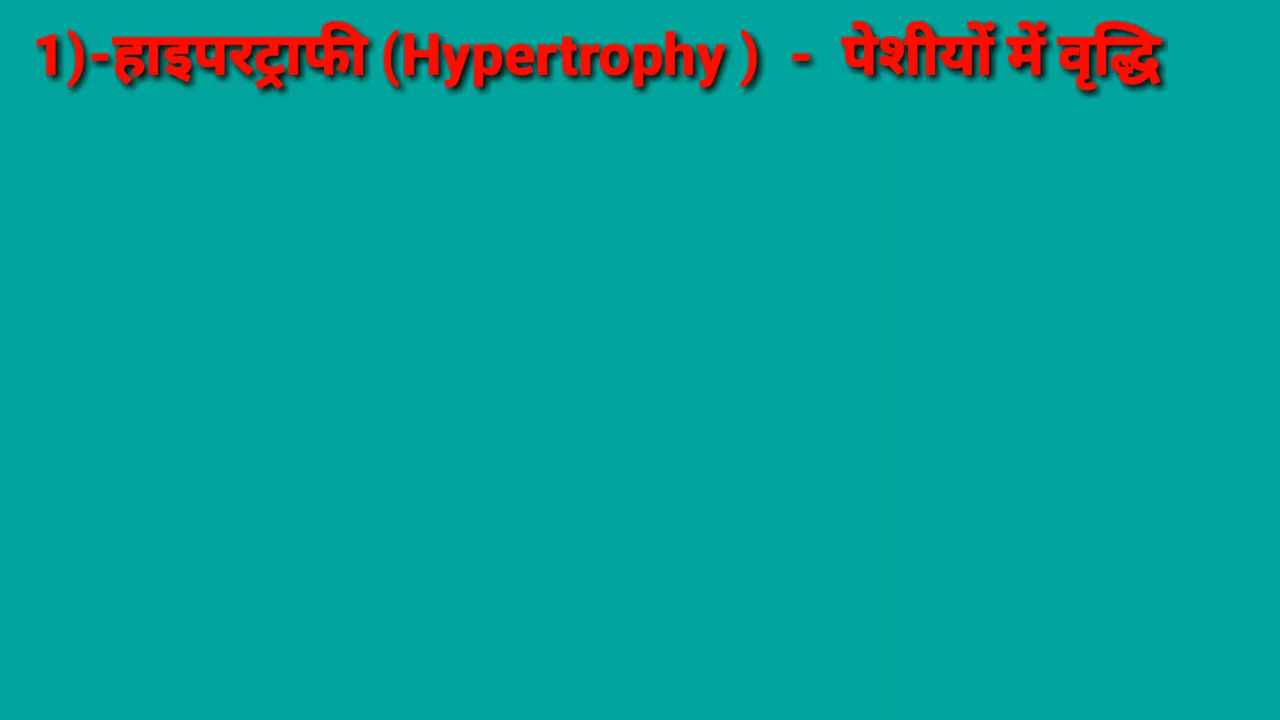 1)-हाइपरट्राफी (Hypertrophy ) - पेशीयों में वृद्धि